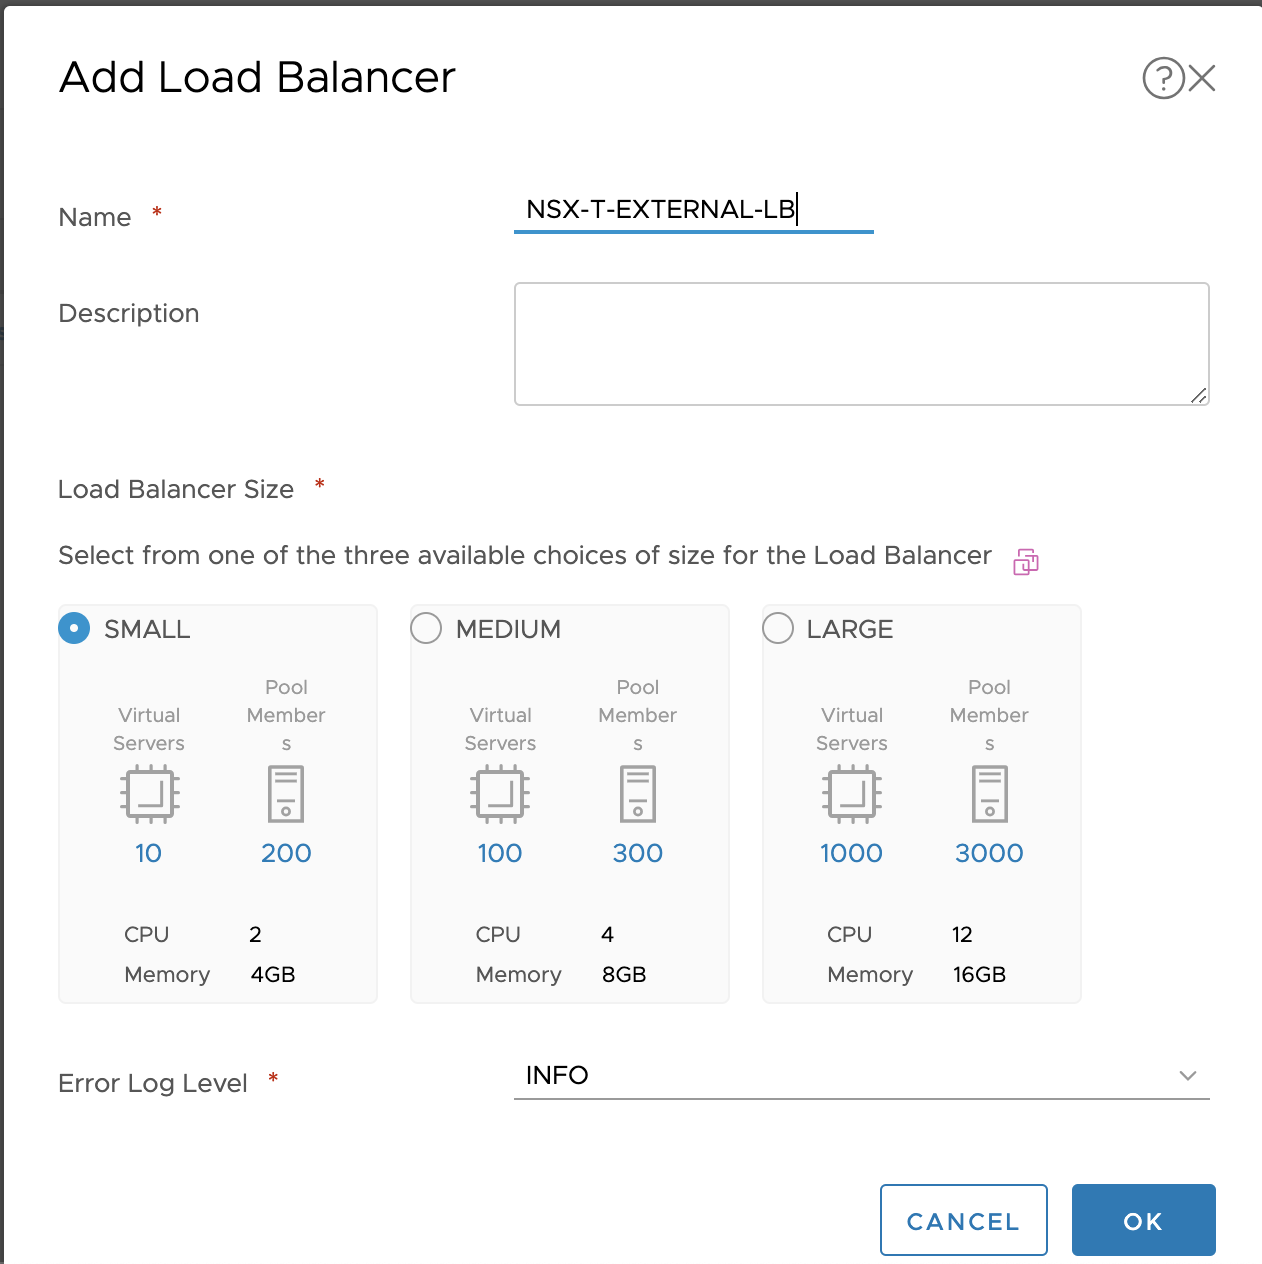 Add Load Balancer
Name *
NSX-T-EXTERNAL-LB
Description
Load Balancer Size *
Select from one of the three available choices of size for the Load Balancer
SMALL
Virtual
Servers
Pool
Member
s
10
200
CPU 2
Memory 4GB
MEDIUM
Virtual
Servers
Pool
Member
s
100
300
CPU 4
Memory 8GB
LARGE
Virtual
Servers
Pool
Member
s
1000
3000
CPU 12
Memory 16GB
Error Log Level *
INFO
CANCEL
OK